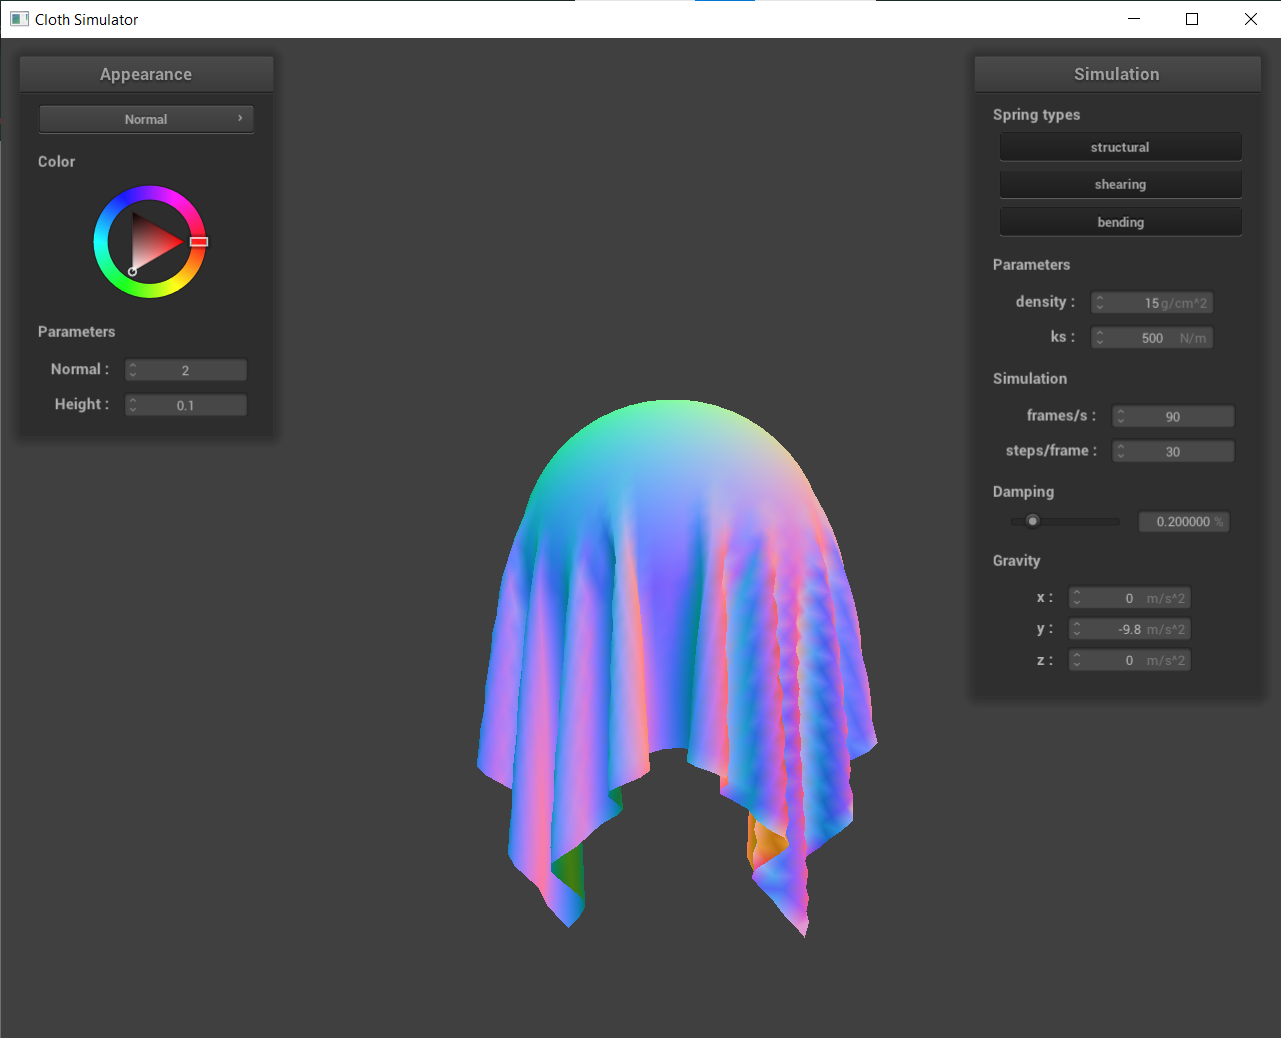 Cloth Simulator
Appearance
Normal
Color
Parameters
Normal :
2
Height :
0.1
Simulation
Spring types
structural
shearing
bending
Parameters
density :
15 g/cm^2
ks :
500 N/m
Simulation
frames/s :
90
steps/frame :
30
Damping
0.200000 %
Gravity
x :
0 m/s^2
y :
-9.8 m/s^2
z :
0 m/s^2